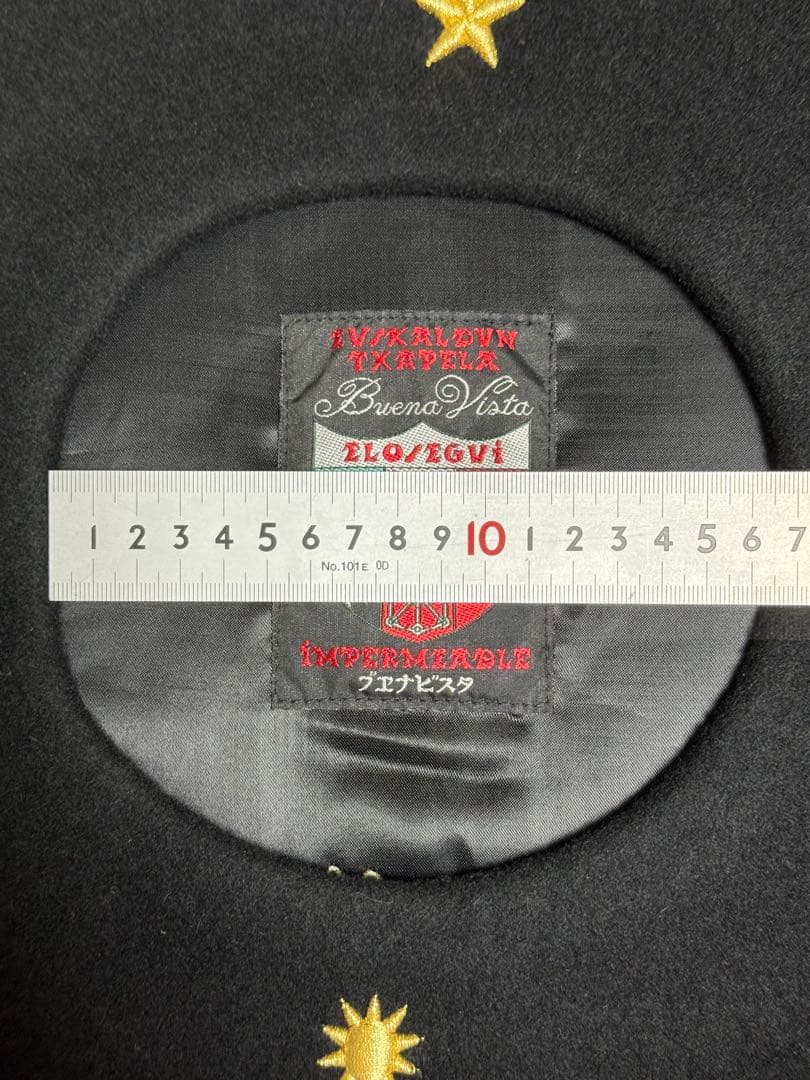 EUSKALDUN
TXAPELA
Buena Vista
ELOSEGUi
1 2 3 4 5 6 7 8 9 10 1 2 3 4 5 6 7
No.101E OD
iMPERMEABLE
ブエナビスタ